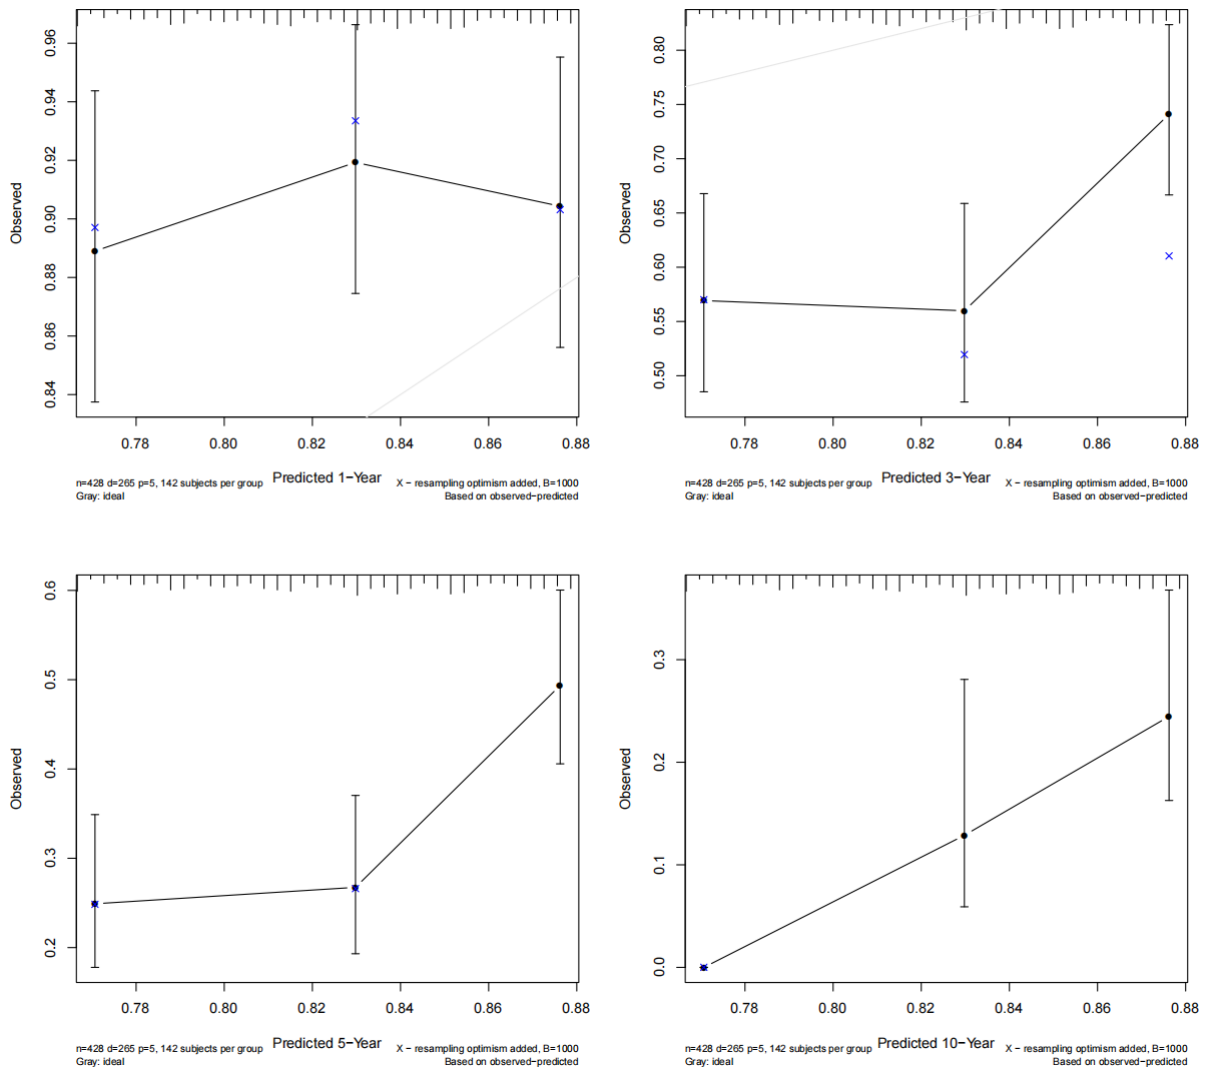 0.96
0.94
0.92
0.90
0.88
0.86
0.84
Observed
0.78 0.80 0.82 0.84 0.86 0.88
n=428 d=265 p=5, 142 subjects per group Predicted 1−Year X − resampling optimism added, B=1000
Gray: ideal Based on observed−predicted
0.80
0.75
0.70
0.65
0.60
0.55
0.50
Observed
0.78 0.80 0.82 0.84 0.86 0.88
n=428 d=265 p=5, 142 subjects per group Predicted 3−Year X − resampling optimism added, B=1000
Gray: ideal Based on observed−predicted
0.6
0.5
0.4
0.3
0.2
Observed
0.78 0.80 0.82 0.84 0.86 0.88
n=428 d=265 p=5, 142 subjects per group Predicted 5−Year X − resampling optimism added, B=1000
Gray: ideal Based on observed−predicted
0.3
0.2
0.1
0.0
Observed
0.78 0.80 0.82 0.84 0.86 0.88
n=428 d=265 p=5, 142 subjects per group Predicted 10−Year X − resampling optimism added, B=1000
Gray: ideal Based on observed−predicted